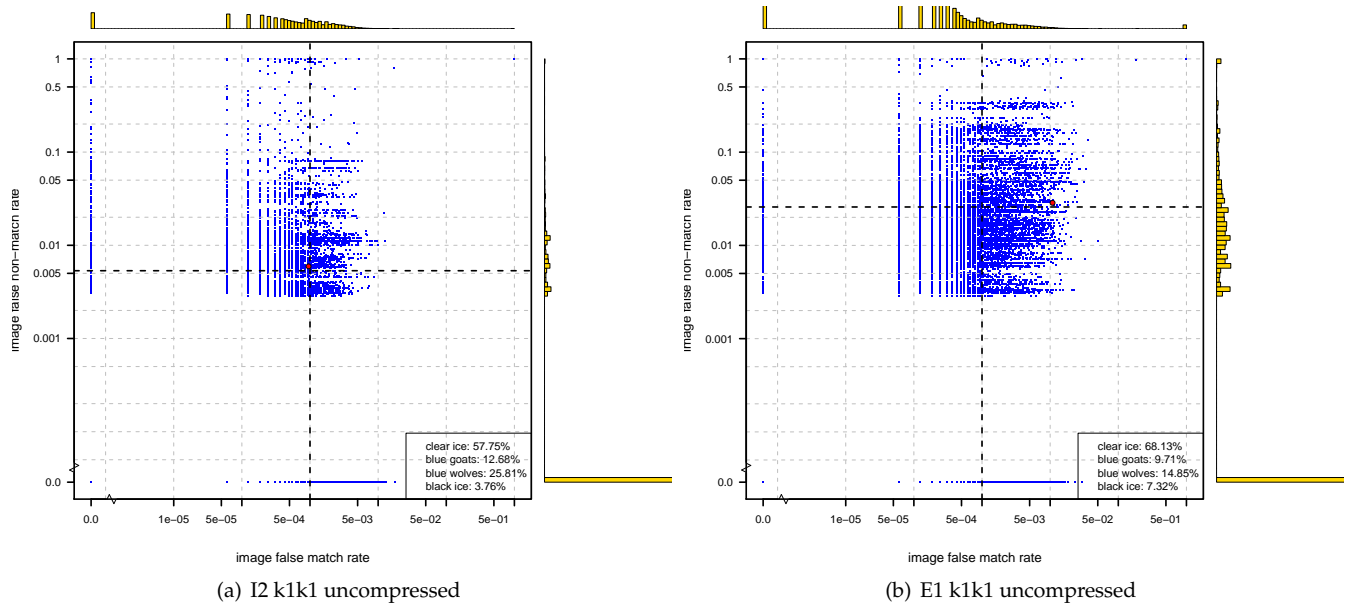 1
0.5
0.1
0.05
0.01
0.005
0.001
0.0
image false non−match rate
clear ice: 57.75%
blue goats: 12.68%
blue wolves: 25.81%
black ice: 3.76%
0.0
1e−05
5e−05
5e−04
5e−03
5e−02
5e−01
image false match rate
(a) I2 k1k1 uncompressed
1
0.5
0.1
0.05
0.01
0.005
0.001
0.0
image false non−match rate
clear ice: 68.13%
blue goats: 9.71%
blue wolves: 14.85%
black ice: 7.32%
0.0
1e−05
5e−05
5e−04
5e−03
5e−02
5e−01
image false match rate
(b) E1 k1k1 uncompressed